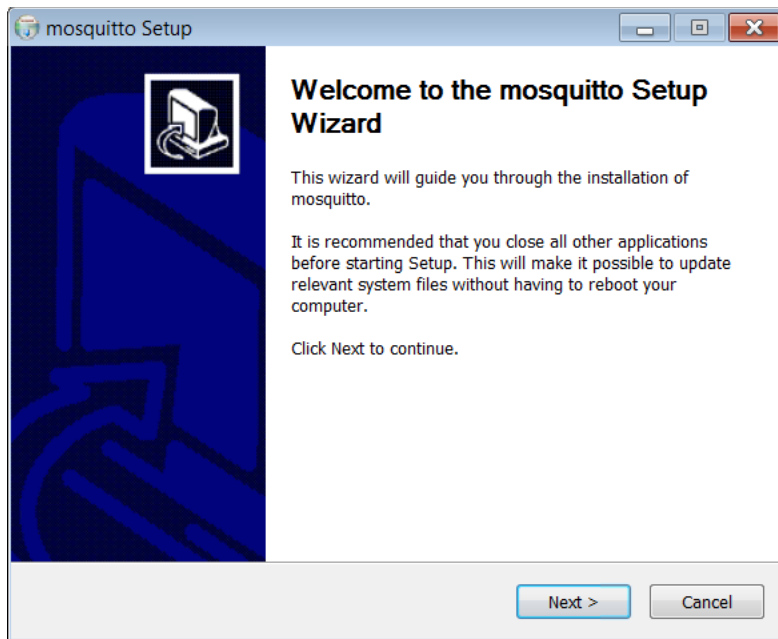 mosquitto Setup
Welcome to the mosquitto Setup
Wizard
This wizard will guide you through the installation of
mosquitto.
It is recommended that you close all other applications
before starting Setup. This will make it possible to update
relevant system files without having to reboot your
computer.
Click Next to continue.
Next >
Cancel